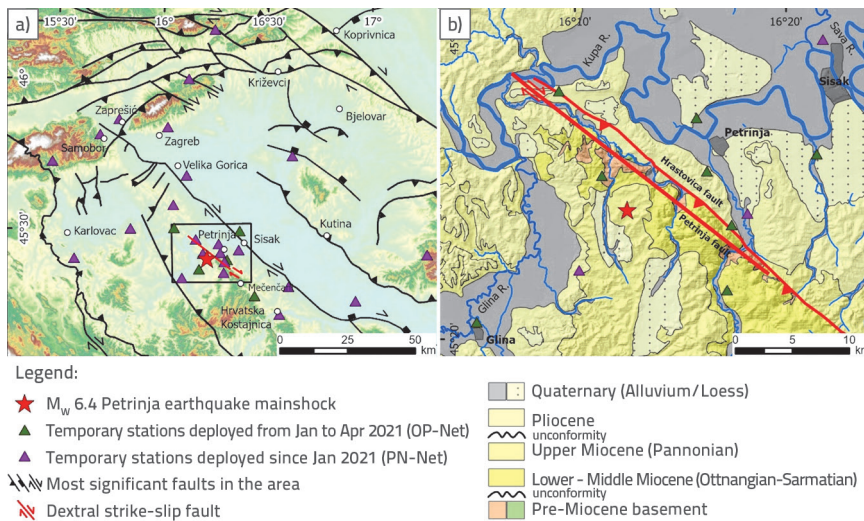 a)
15°30'
16°
16°30'
17°
Koprivnica
46°
Križevci
Zaprešić
Bjelovar
Samobor
Zagreb
Velika Gorica
45°30'
Karlovac
Kutina
Petrinja
Sisak
Mečenčani
Hrvatska
Kostajnica
0 25 50
km
b)
16°10'
16°20'
45°
Kupa R.
Sava R.
Sisak
Petrinja
Hrastovica fault
Petrinja fault
Glina R.
45°20'
Glina
0 5 10
km
Legend:
Mw 6.4 Petrinja earthquake mainshock
Temporary stations deployed from Jan to Apr 2021 (OP-Net)
Temporary stations deployed since Jan 2021 (PN-Net)
Most significant faults in the area
Dextral strike-slip fault
Quaternary (Alluvium/Loess)
Pliocene
unconformity
Upper Miocene (Pannonian)
Lower - Middle Miocene (Ottnangian-Sarmatian)
unconformity
Pre-Miocene basement